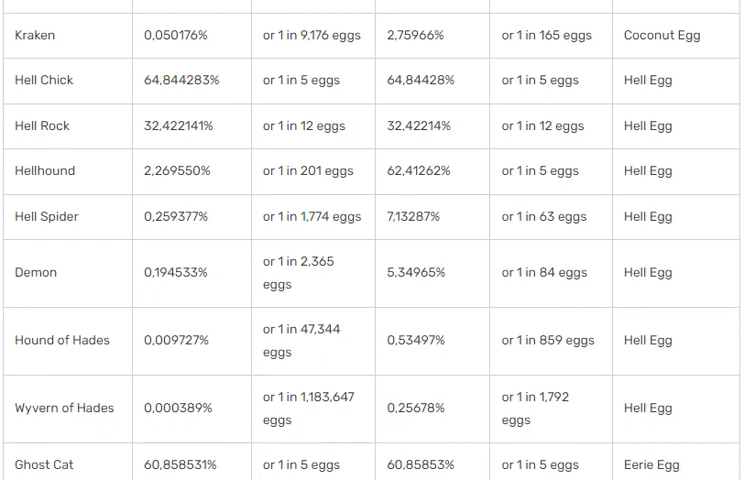 Kraken 0,050176% or 1 in 9,176 eggs 2,75966% or 1 in 165 eggs Coconut Egg
Hell Chick 64,844283% or 1 in 5 eggs 64,84428% or 1 in 5 eggs Hell Egg
Hell Rock 32,422141% or 1 in 12 eggs 32,42214% or 1 in 12 eggs Hell Egg
Hellhound 2,269550% or 1 in 201 eggs 62,41262% or 1 in 5 eggs Hell Egg
Hell Spider 0,259377% or 1 in 1,774 eggs 7,13287% or 1 in 63 eggs Hell Egg
Demon 0,194533% or 1 in 2,365
eggs 5,34965% or 1 in 84 eggs Hell Egg
Hound of Hades 0,009727% or 1 in 47,344
eggs 0,53497% or 1 in 859 eggs Hell Egg
Wyvern of Hades 0,000389% or 1 in 1,183,647
eggs 0,25678% or 1 in 1,792
eggs Hell Egg
Ghost Cat 60,858531% or 1 in 5 eggs 60,85853% or 1 in 5 eggs Eerie Egg